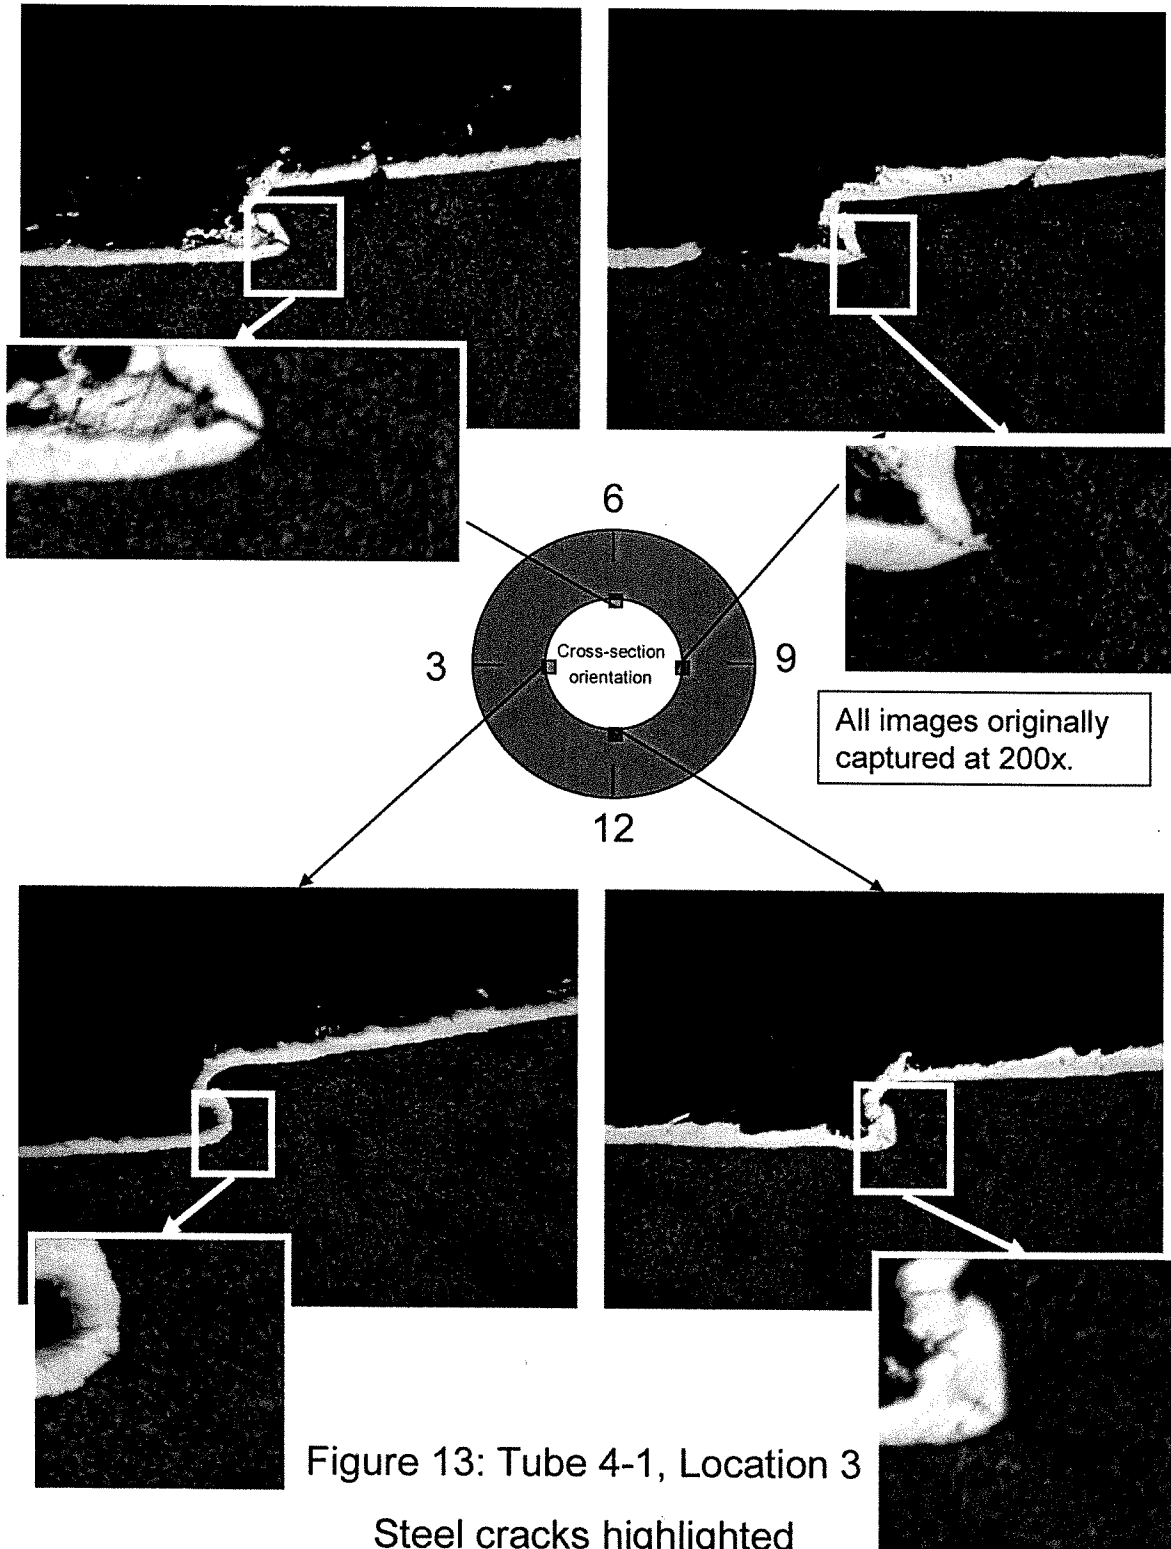 6
3
Cross-section
orientation
9
All images originally
captured at 200x.
12
Figure 13: Tube 4-1, Location 3
Steel cracks highlighted